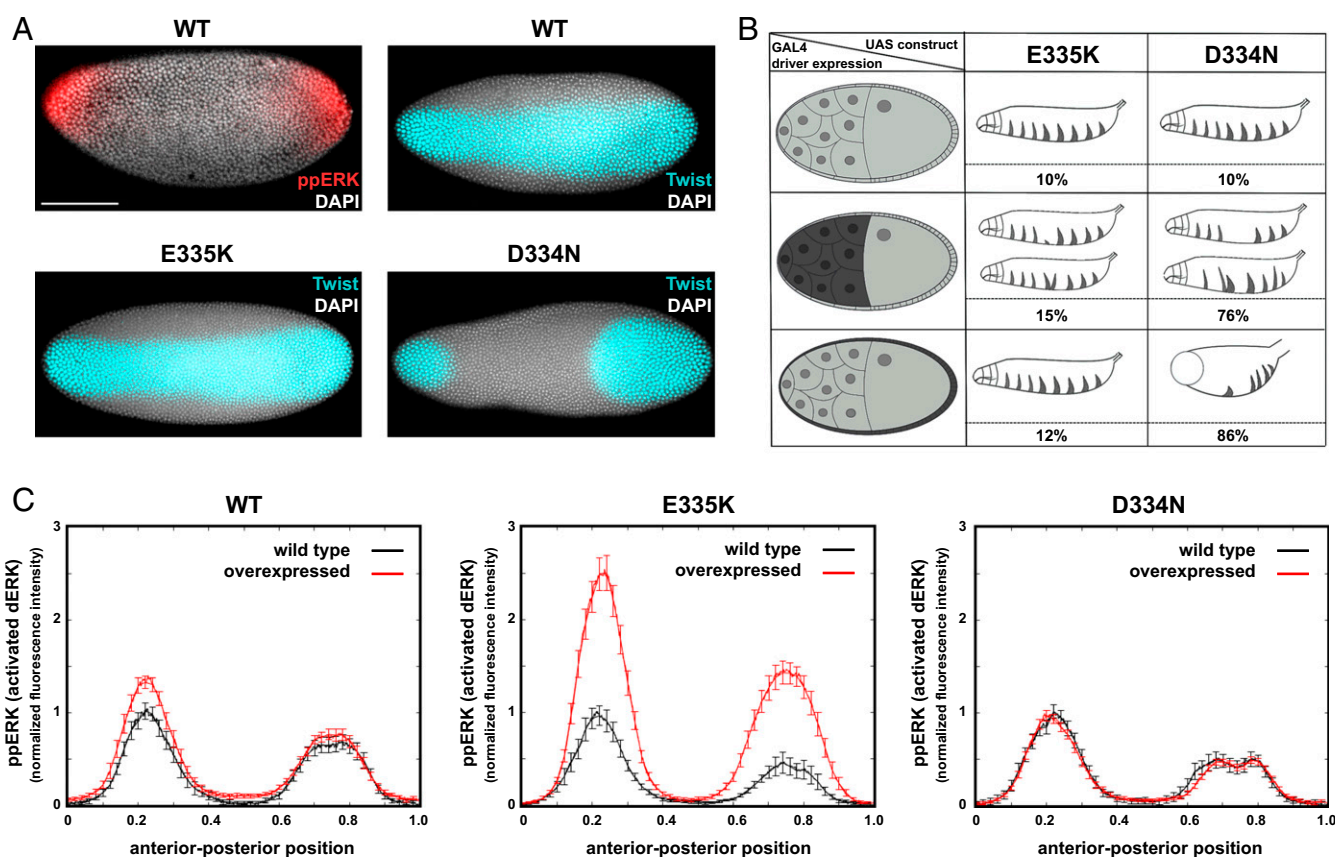 A
WT
ppERK
DAPI
WT
Twist
DAPI
E335K
Twist
DAPI
D334N
Twist
DAPI
B
GAL4
driver expression
UAS construct
E335K
D334N
10%
10%
15%
76%
12%
86%
C
WT
ppERK (activated dERK)
(normalized fluorescence intensity)
3
2
1
0
wild type
overexpressed
0 0.2 0.4 0.6 0.8 1.0
anterior-posterior position
E335K
ppERK (activated dERK)
(normalized fluorescence intensity)
3
2
1
0
wild type
overexpressed
0 0.2 0.4 0.6 0.8 1.0
anterior-posterior position
D334N
ppERK (activated dERK)
(normalized fluorescence intensity)
3
2
1
0
wild type
overexpressed
0 0.2 0.4 0.6 0.8 1.0
anterior-posterior position